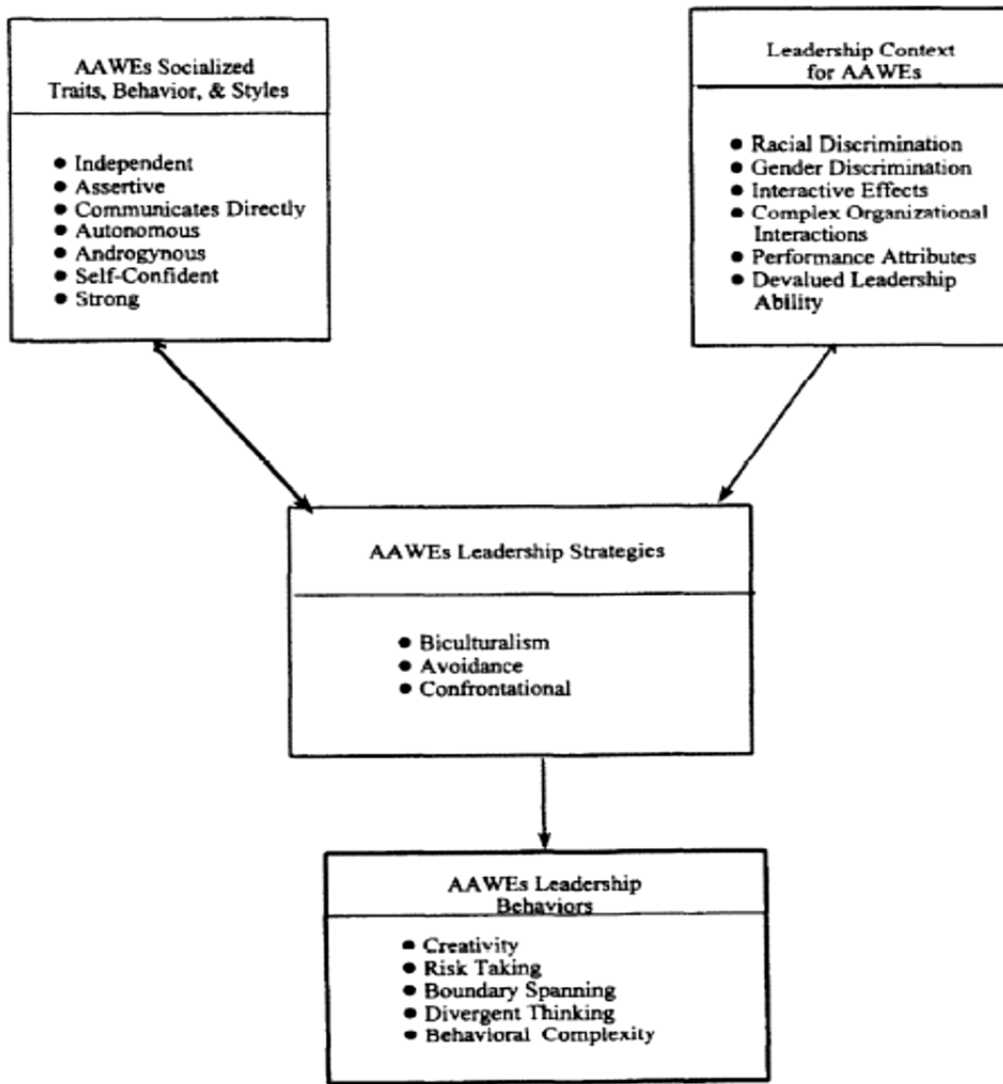 AAWEs Socialized
Traits, Behavior, & Styles
● Independent
● Assertive
● Communicates Directly
● Autonomous
● Androgynous
● Self-Confident
● Strong
Leadership Context
for AAWEs
● Racial Discrimination
● Gender Discrimination
● Interactive Effects
● Complex Organizational
Interactions
● Performance Attributes
● Devalued Leadership
Ability
AAWEs Leadership Strategies
● Biculturalism
● Avoidance
● Confrontational
AAWEs Leadership
Behaviors
● Creativity
● Risk Taking
● Boundary Spanning
● Divergent Thinking
● Behavioral Complexity